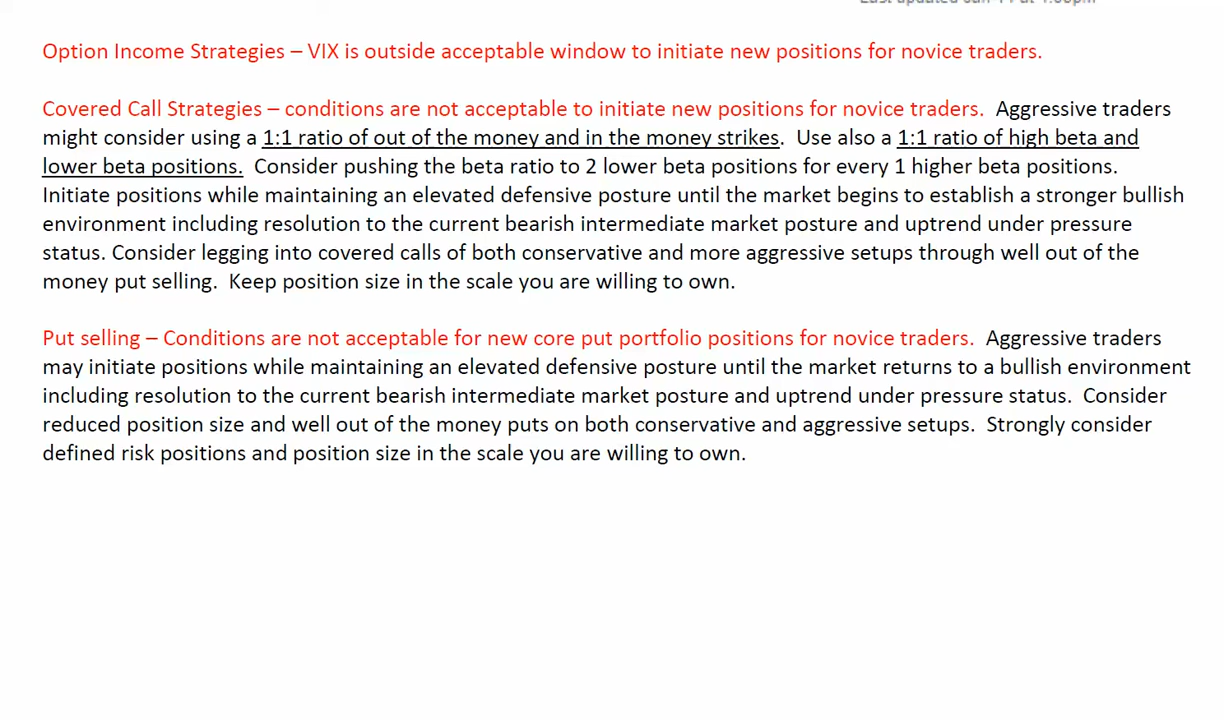 Option Income Strategies – VIX is outside acceptable window to initiate new positions for novice traders.
Covered Call Strategies – conditions are not acceptable to initiate new positions for novice traders.  Aggressive traders
might consider using a 1:1 ratio of out of the money and in the money strikes.  Use also a 1:1 ratio of high beta and
lower beta positions.  Consider pushing the beta ratio to 2 lower beta positions for every 1 higher beta positions.
Initiate positions while maintaining an elevated defensive posture until the market begins to establish a stronger bullish
environment including resolution to the current bearish intermediate market posture and uptrend under pressure
status. Consider legging into covered calls of both conservative and more aggressive setups through well out of the
money put selling.  Keep position size in the scale you are willing to own.
Put selling – Conditions are not acceptable for new core put portfolio positions for novice traders.  Aggressive traders
may initiate positions while maintaining an elevated defensive posture until the market returns to a bullish environment
including resolution to the current bearish intermediate market posture and uptrend under pressure status.  Consider
reduced position size and well out of the money puts on both conservative and aggressive setups.  Strongly consider
defined risk positions and position size in the scale you are willing to own.